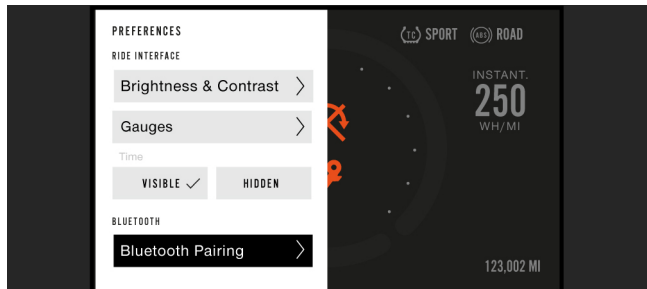 PREFERENCES
RIDE INTERFACE
Brightness & Contrast
Gauges
Time
VISIBLE
HIDDEN
BLUETOOTH
Bluetooth Pairing
TC SPORT
ABS ROAD
INSTANT.
250
WH/MI
123,002 MI